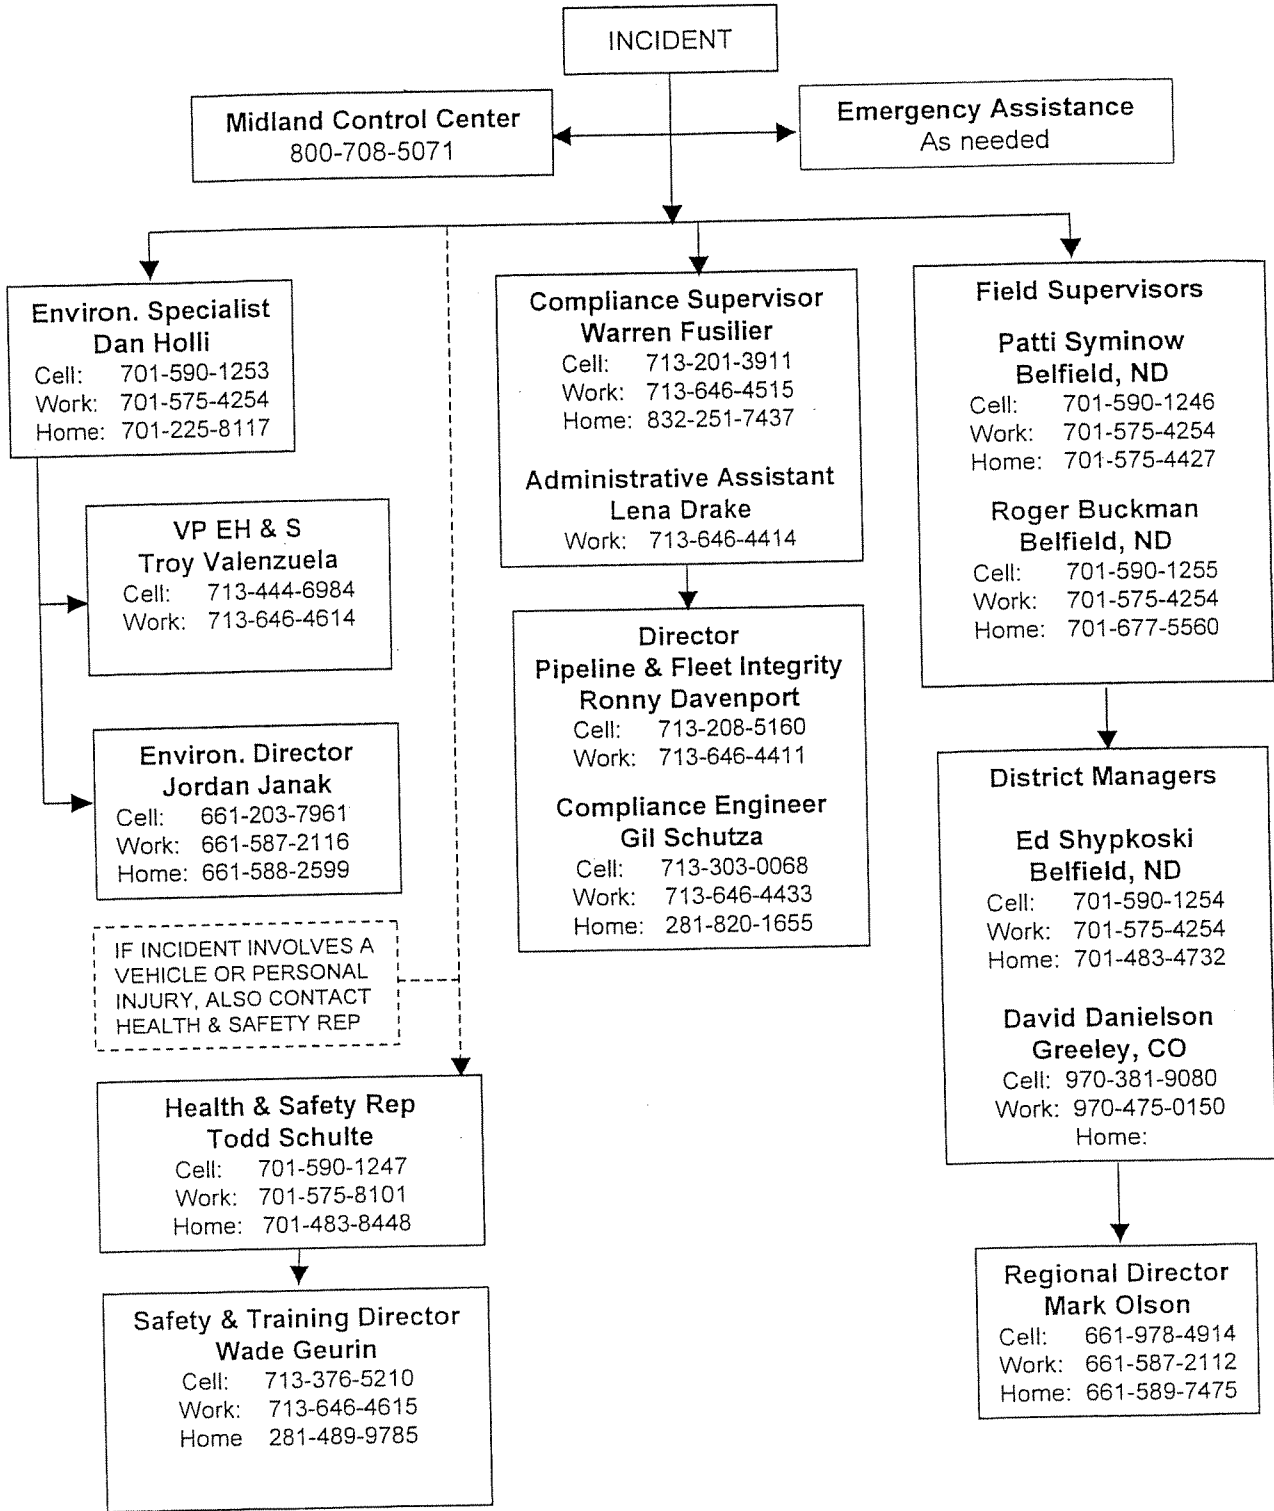 INCIDENT
Midland Control Center
800-708-5071
Emergency Assistance
As needed
Environ. Specialist
Dan Holli
Cell: 701-590-1253
Work: 701-575-4254
Home: 701-225-8117
VP EH & S
Troy Valenzuela
Cell: 713-444-6984
Work: 713-646-4614
Environ. Director
Jordan Janak
Cell: 661-203-7961
Work: 661-587-2116
Home: 661-588-2599
IF INCIDENT INVOLVES A
VEHICLE OR PERSONAL
INJURY, ALSO CONTACT
HEALTH & SAFETY REP
Health & Safety Rep
Todd Schulte
Cell: 701-590-1247
Work: 701-575-8101
Home: 701-483-8448
Safety & Training Director
Wade Geurin
Cell: 713-376-5210
Work: 713-646-4615
Home 281-489-9785
Compliance Supervisor
Warren Fusilier
Cell: 713-201-3911
Work: 713-646-4515
Home: 832-251-7437
Administrative Assistant
Lena Drake
Work: 713-646-4414
Director
Pipeline & Fleet Integrity
Ronny Davenport
Cell: 713-208-5160
Work: 713-646-4411
Compliance Engineer
Gil Schutza
Cell: 713-303-0068
Work: 713-646-4433
Home: 281-820-1655
Field Supervisors
Patti Syminow
Belfield, ND
Cell: 701-590-1246
Work: 701-575-4254
Home: 701-575-4427
Roger Buckman
Belfield, ND
Cell: 701-590-1255
Work: 701-575-4254
Home: 701-677-5560
District Managers
Ed Shypkoski
Belfield, ND
Cell: 701-590-1254
Work: 701-575-4254
Home: 701-483-4732
David Danielson
Greeley, CO
Cell: 970-381-9080
Work: 970-475-0150
Home:
Regional Director
Mark Olson
Cell: 661-978-4914
Work: 661-587-2112
Home: 661-589-7475